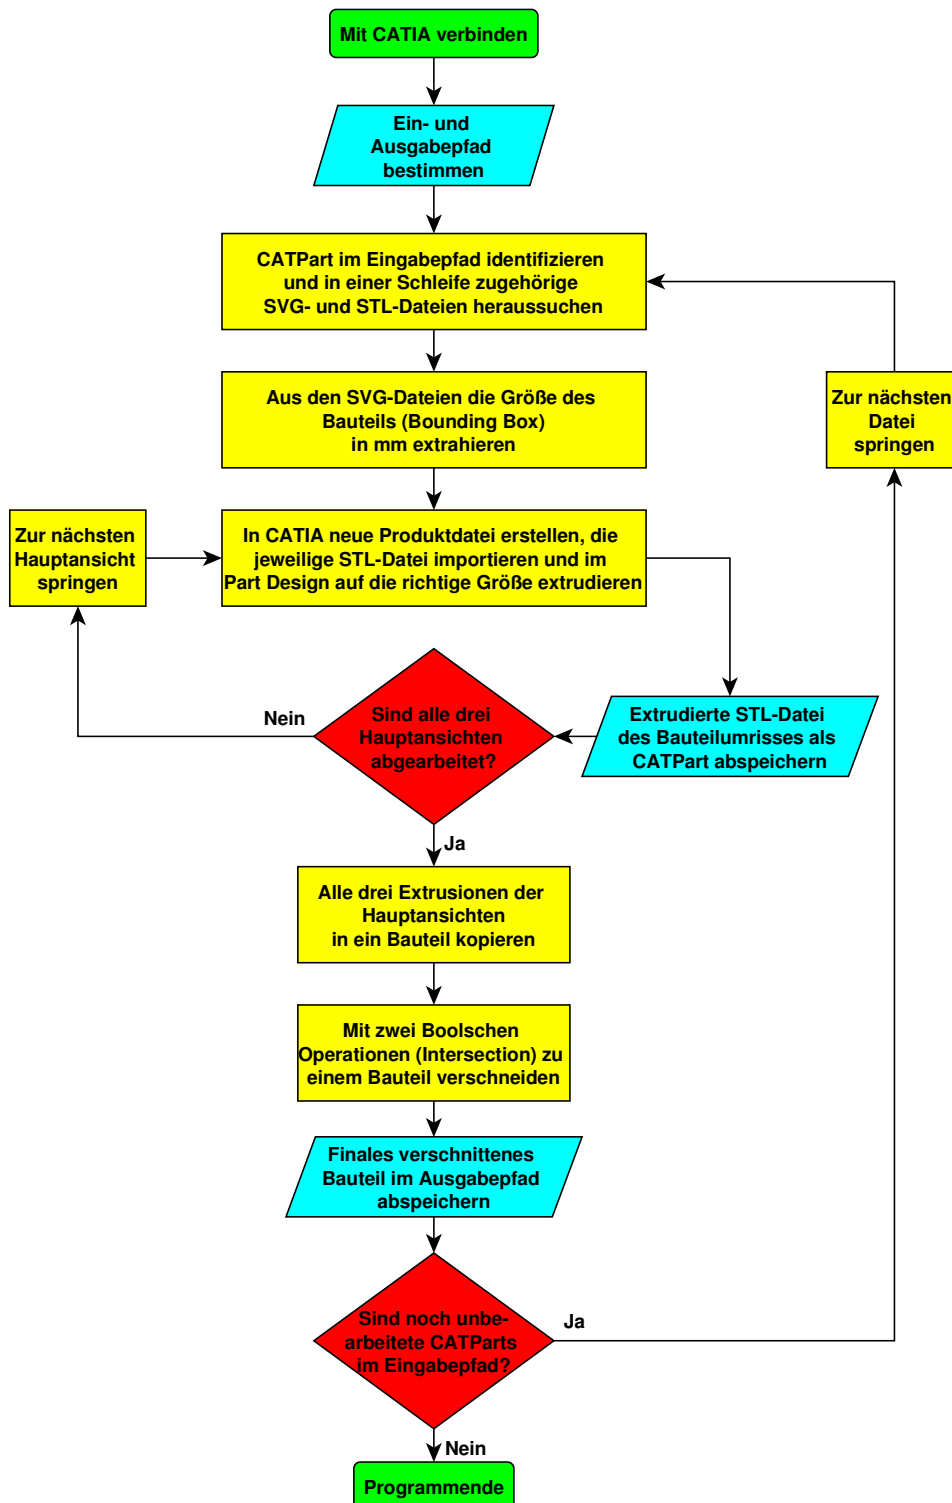 Mit CATIA verbinden
Ein- und
Ausgabepfad
bestimmen
CATPart im Eingabepfad identifizieren
und in einer Schleife zugehörige
SVG- und STL-Dateien heraussuchen
Aus den SVG-Dateien die Größe des
Bauteils (Bounding Box)
in mm extrahieren
Zur nächsten
Datei
springen
Zur nächsten
Hauptansicht
springen
In CATIA neue Produktdatei erstellen, die
jeweilige STL-Datei importieren und im
Part Design auf die richtige Größe extrudieren
Nein
Sind alle drei
Hauptansichten
abgearbeitet?
Extrudierte STL-Datei
des Bauteilumrisses als
CATPart abspeichern
Ja
Alle drei Extrusionen der
Hauptansichten
in ein Bauteil kopieren
Mit zwei Boolschen
Operationen (Intersection) zu
einem Bauteil verschneiden
Finales verschnittenes
Bauteil im Ausgabepfad
abspeichern
Sind noch unbe-
arbeitete CATParts
im Eingabepfad?
Ja
Nein
Programmende